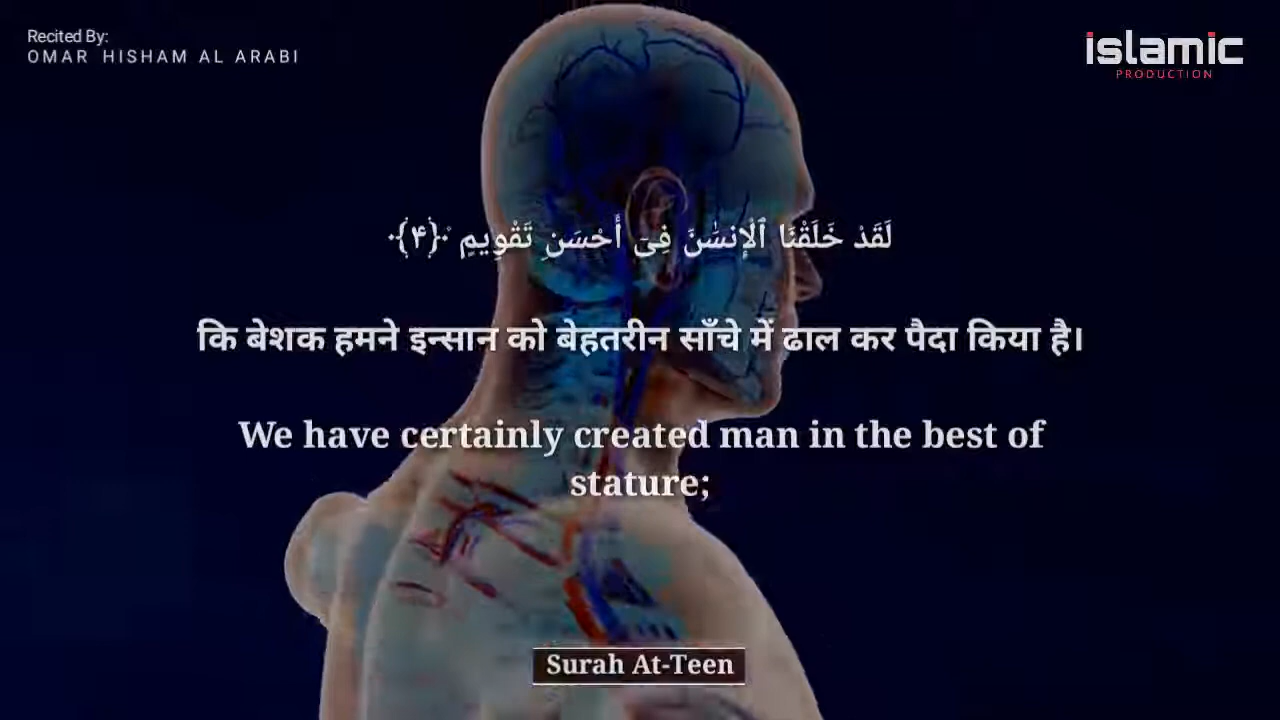 Recited By:
OMAR HISHAM AL ARABI
islamic
PRODUCTION
لَقَدْ خَلَقْنَا ٱلْإِنسَٰنَ فِىٓ أَحْسَنِ تَقْوِيمٍ ﴿۴﴾
कि बेशक हमने इन्सान को बेहतरीन साँचे में ढाल कर पैदा किया है।
We have certainly created man in the best of
stature;
Surah At-Teen